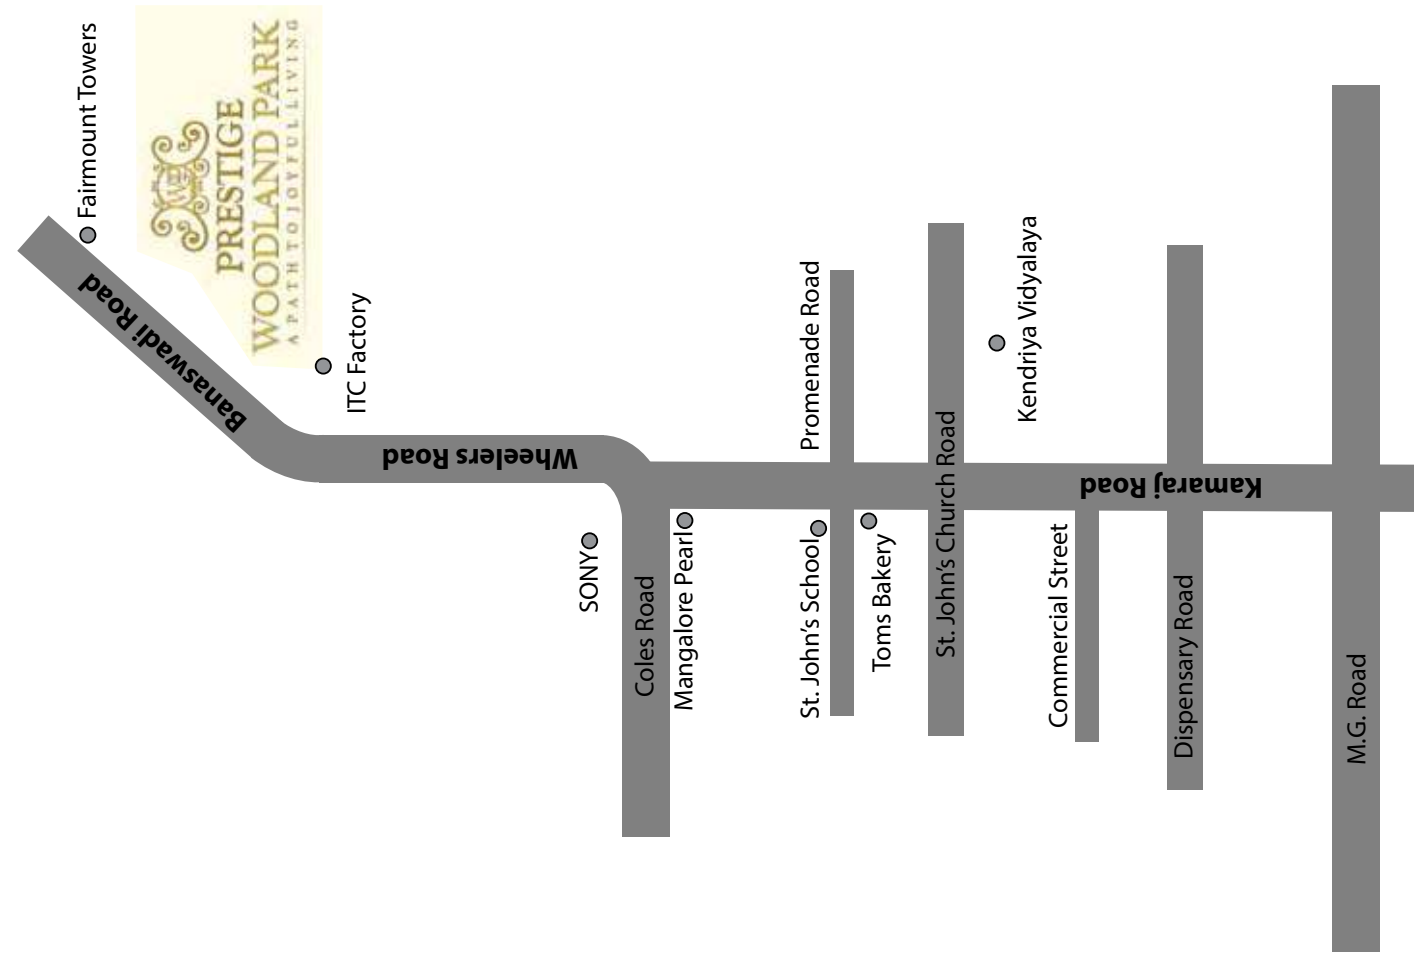 Fairmount Towers
PRESTIGE
WOODLAND PARK
A PATH TO JOYFUL LIVING
Banaswadi Road
ITC Factory
Wheelers Road
SONY
Coles Road
Mangalore Pearl
Promenade Road
St. John's School
Toms Bakery
St. John's Church Road
Kendriya Vidyalaya
Commercial Street
Kamaraj Road
Dispensary Road
M.G. Road